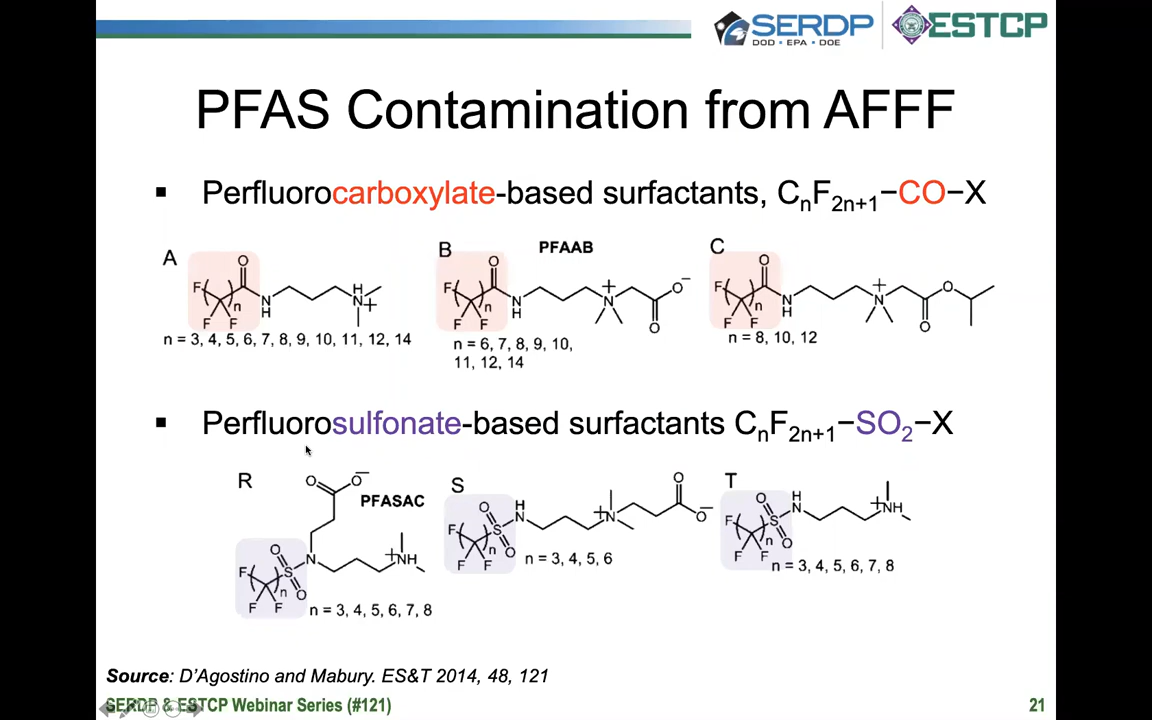 SERDP
DOD • EPA • DOE
ESTCP
PFAS Contamination from AFFF
▪ Perfluorocarboxylate-based surfactants, CₙF₂ₙ₊₁−CO−X
A
B
PFAAB
C
n = 3, 4, 5, 6, 7, 8, 9, 10, 11, 12, 14
n = 6, 7, 8, 9, 10,
11, 12, 14
n = 8, 10, 12
▪ Perfluorosulfonate-based surfactants CₙF₂ₙ₊₁−SO₂−X
R
PFASAC
S
T
n = 3, 4, 5, 6, 7, 8
n = 3, 4, 5, 6
n = 3, 4, 5, 6, 7, 8
Source: D’Agostino and Mabury. ES&T 2014, 48, 121
SERDP & ESTCP Webinar Series (#121)
21